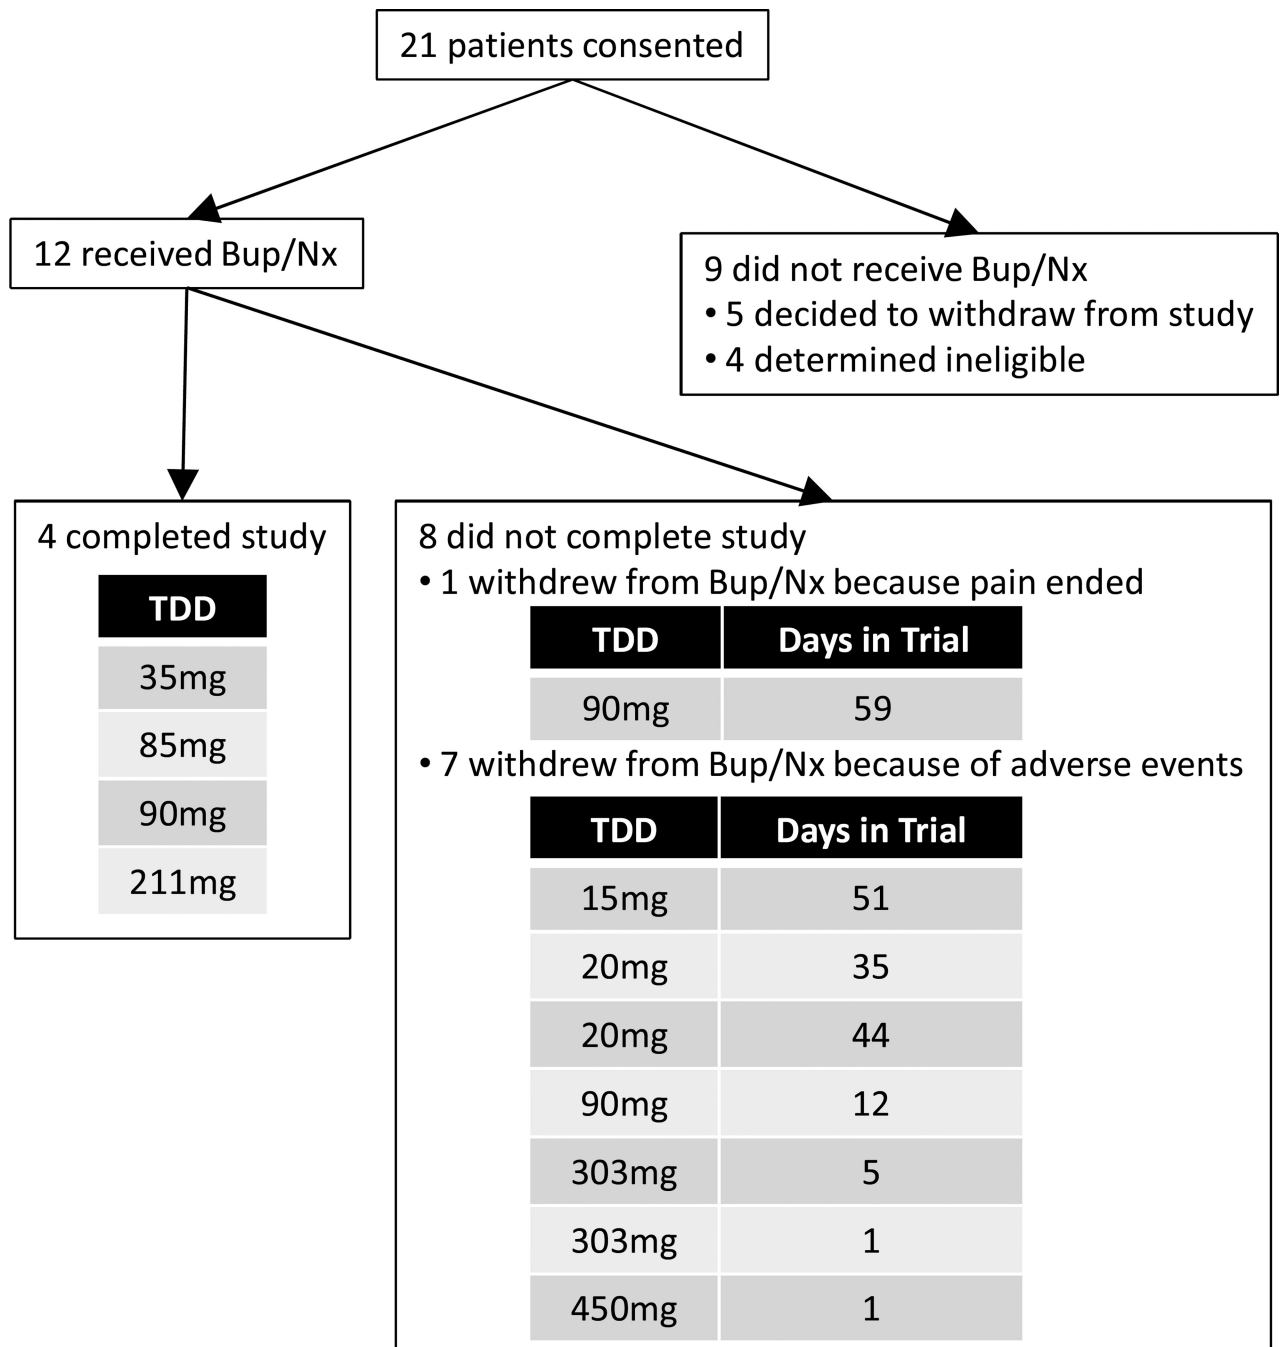 21 patients consented
12 received Bup/Nx
9 did not receive Bup/Nx
• 5 decided to withdraw from study
• 4 determined ineligible
4 completed study
TDD
35mg
85mg
90mg
211mg
8 did not complete study
• 1 withdrew from Bup/Nx because pain ended
TDD Days in Trial
90mg 59
• 7 withdrew from Bup/Nx because of adverse events
TDD Days in Trial
15mg 51
20mg 35
20mg 44
90mg 12
303mg 5
303mg 1
450mg 1